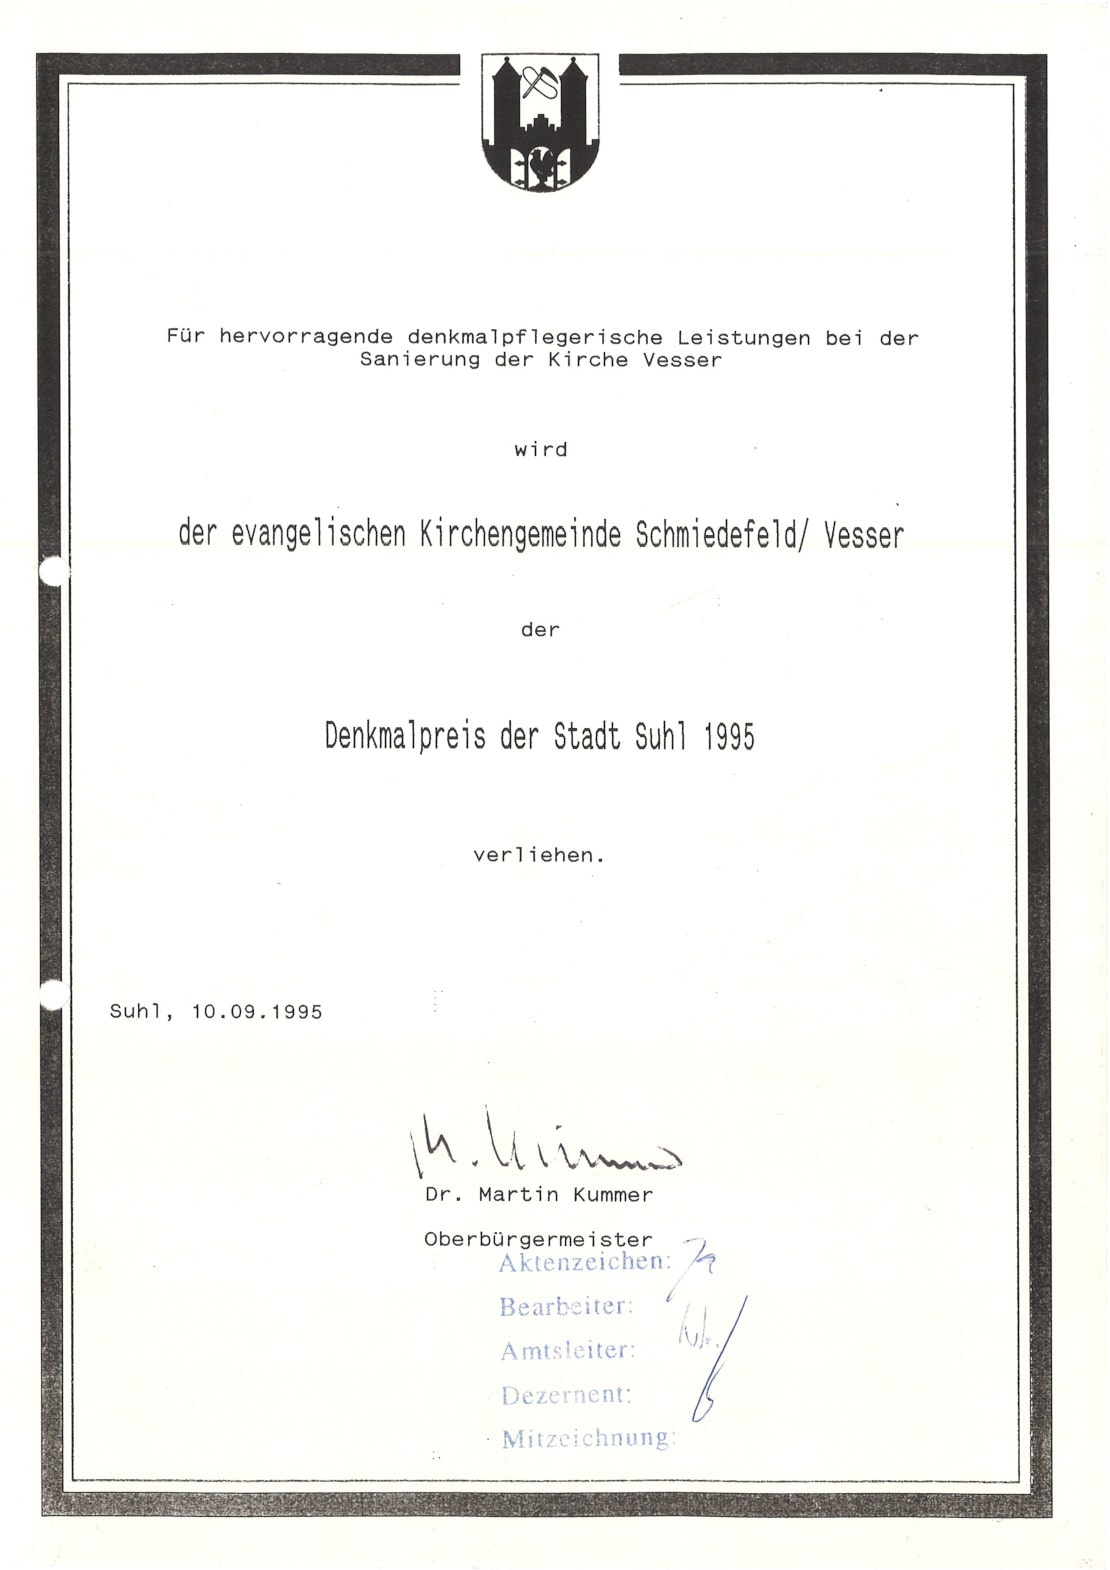 Für hervorragende denkmalpflegerische Leistungen bei der
Sanierung der Kirche Vesser
wird
der evangelischen Kirchengemeinde Schmiedefeld/ Vesser
der
Denkmalpreis der Stadt Suhl 1995
verliehen.
Suhl, 10.09.1995
Dr. Martin Kummer
Oberbürgermeister
Aktenzeichen:
Bearbeiter:
Amtsleiter:
Dezernent:
Mitzeichnung: